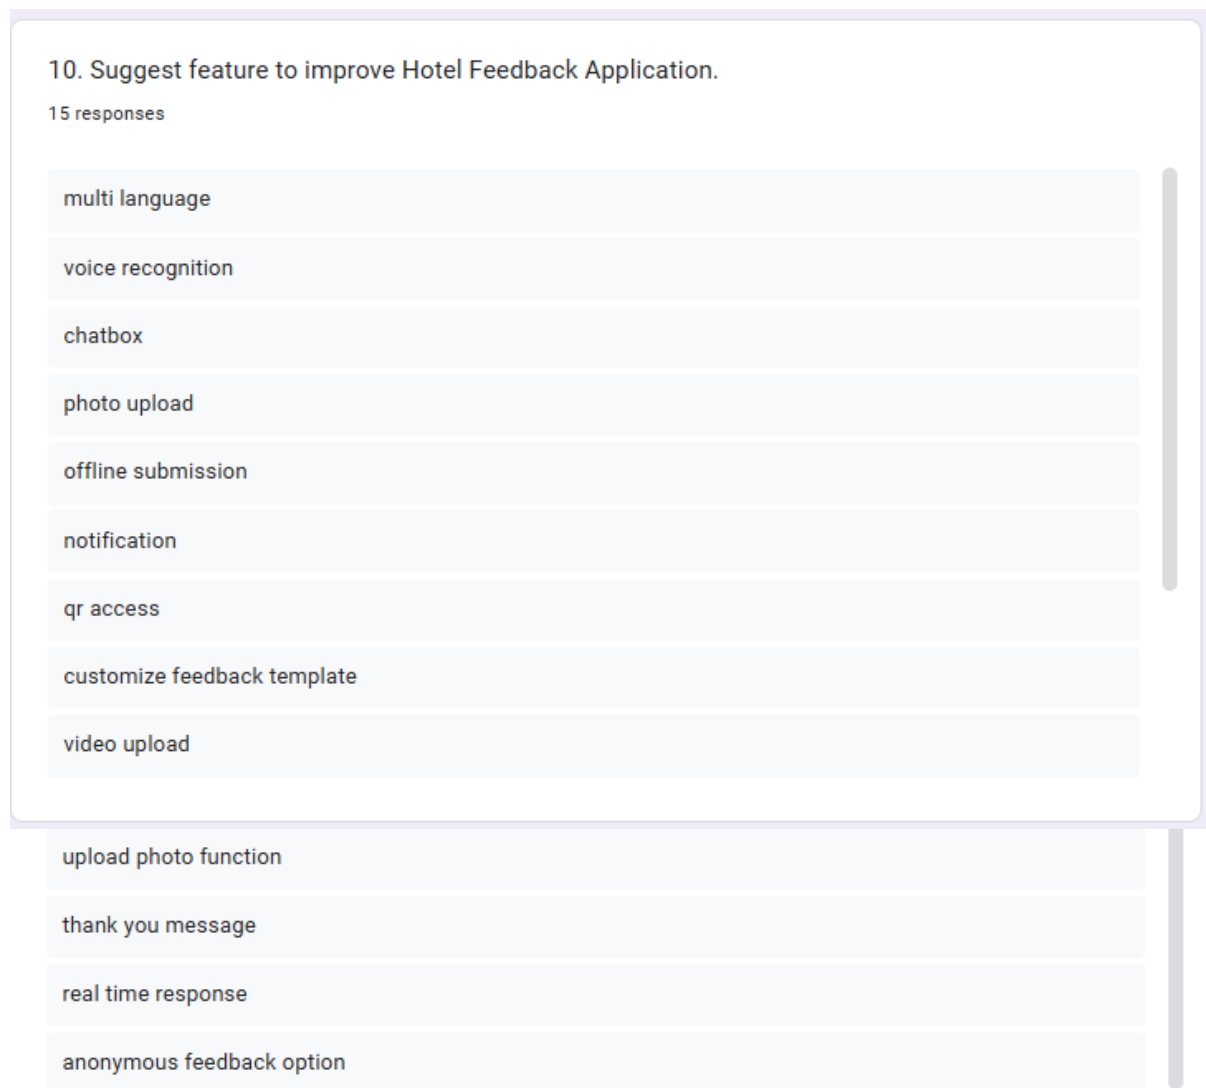 10. Suggest feature to improve Hotel Feedback Application.
15 responses
multi language
voice recognition
chatbox
photo upload
offline submission
notification
qr access
customize feedback template
video upload
upload photo function
thank you message
real time response
anonymous feedback option